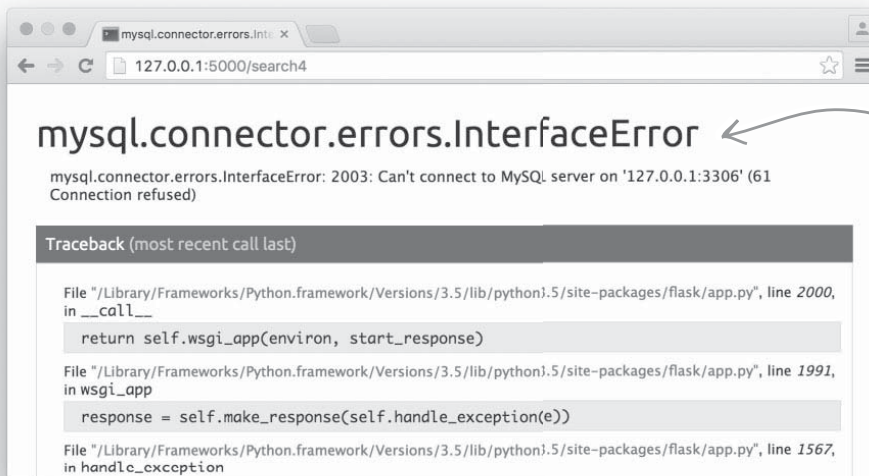 mysql.connector.errors.Inte
127.0.0.1:5000/search4
mysql.connector.errors.InterfaceError
mysql.connector.errors.InterfaceError: 2003: Can't connect to MySQL server on '127.0.0.1:3306' (61
Connection refused)
Traceback (most recent call last)
File "/Library/Frameworks/Python.framework/Versions/3.5/lib/python3.5/site-packages/flask/app.py", line 2000,
in __call__
return self.wsgi_app(environ, start_response)
File "/Library/Frameworks/Python.framework/Versions/3.5/lib/python3.5/site-packages/flask/app.py", line 1991,
in wsgi_app
response = self.make_response(self.handle_exception(e))
File "/Library/Frameworks/Python.framework/Versions/3.5/lib/python3.5/site-packages/flask/app.py", line 1567,
in handle_exception